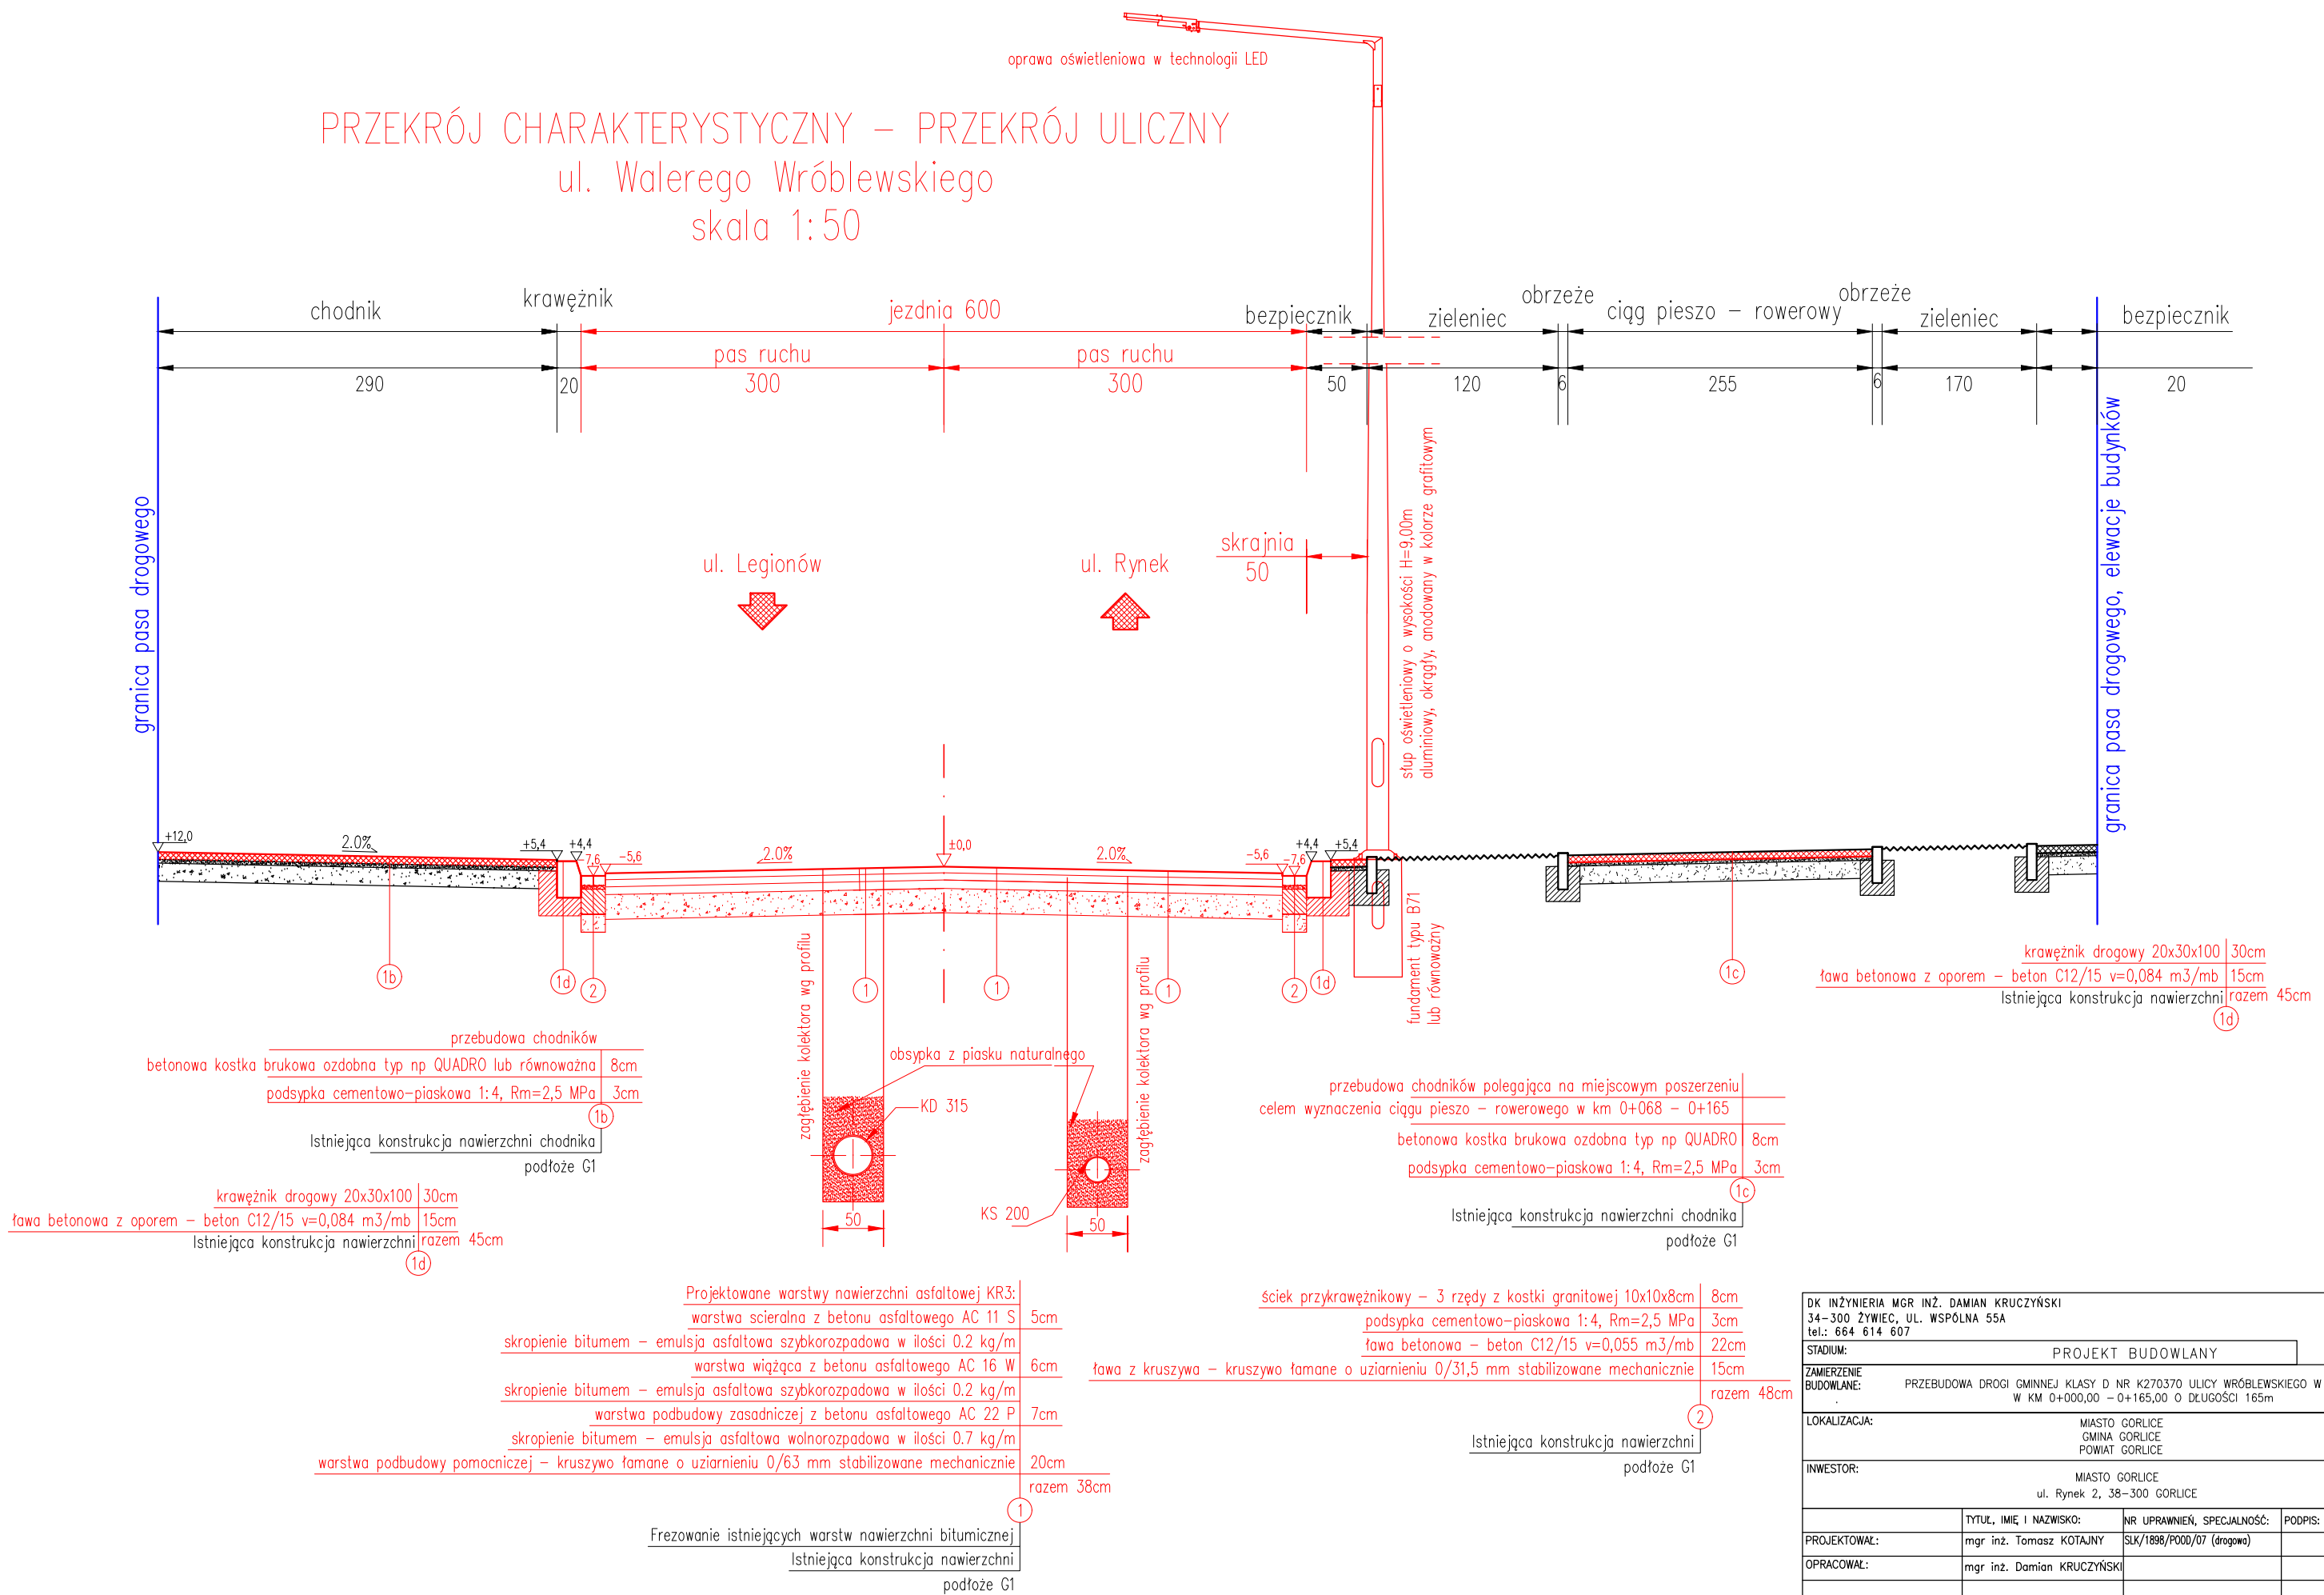 oprawa oświetleniowa w technologii LED
PRZEKRÓJ CHARAKTERYSTYCZNY – PRZEKRÓJ ULICZNY
ul. Walerego Wróblewskiego
skala 1:50
chodnik
krawężnik
jezdnia 600
bezpiecznik
zieleniec
obrzeże
ciąg pieszo – rowerowy
obrzeże
zieleniec
bezpiecznik
pas ruchu
pas ruchu
290
20
300
300
50
120
6
255
6
170
20
granica pasa drogowego
ul. Legionów
ul. Rynek
skrajnia
50
słup oświetleniowy o wysokości H=9,00m
aluminiowy, okrągły, anodowany w kolorze grafitowym
granica pasa drogowego, elewacje budynków
+12,0
2.0%
+5,4
+4,4
-7,6
-5,6
2.0%
±0,0
2.0%
-5,6
-7,6
+4,4
+5,4
1b
1d
2
1
1
1
2
1d
1c
zagłębienie kolektora wg profilu
zagłębienie kolektora wg profilu
fundament typu B71
lub równoważny
krawężnik drogowy 20x30x100 30cm
ława betonowa z oporem – beton C12/15 v=0,084 m3/mb 15cm
Istniejąca konstrukcja nawierzchni razem 45cm
1d
przebudowa chodników
betonowa kostka brukowa ozdobna typ np QUADRO lub równoważna 8cm
podsypka cementowo-piaskowa 1:4, Rm=2,5 MPa 3cm
1b
Istniejąca konstrukcja nawierzchni chodnika
podłoże G1
obsypka z piasku naturalnego
KD 315
KS 200
50
50
przebudowa chodników polegająca na miejscowym poszerzeniu
celem wyznaczenia ciągu pieszo – rowerowego w km 0+068 – 0+165
betonowa kostka brukowa ozdobna typ np QUADRO 8cm
podsypka cementowo-piaskowa 1:4, Rm=2,5 MPa 3cm
1c
Istniejąca konstrukcja nawierzchni chodnika
podłoże G1
krawężnik drogowy 20x30x100 30cm
ława betonowa z oporem – beton C12/15 v=0,084 m3/mb 15cm
Istniejąca konstrukcja nawierzchni razem 45cm
1d
Projektowane warstwy nawierzchni asfaltowej KR3:
warstwa scieralna z betonu asfaltowego AC 11 S 5cm
skropienie bitumem – emulsja asfaltowa szybkorozpadowa w ilości 0.2 kg/m
warstwa wiążąca z betonu asfaltowego AC 16 W 6cm
skropienie bitumem – emulsja asfaltowa szybkorozpadowa w ilości 0.2 kg/m
warstwa podbudowy zasadniczej z betonu asfaltowego AC 22 P 7cm
skropienie bitumem – emulsja asfaltowa wolnorozpadowa w ilości 0.7 kg/m
warstwa podbudowy pomocniczej – kruszywo łamane o uziarnieniu 0/63 mm stabilizowane mechanicznie 20cm
razem 38cm
1
Frezowanie istniejących warstw nawierzchni bitumicznej
Istniejąca konstrukcja nawierzchni
podłoże G1
ściek przykrawężnikowy – 3 rzędy z kostki granitowej 10x10x8cm 8cm
podsypka cementowo-piaskowa 1:4, Rm=2,5 MPa 3cm
ława betonowa – beton C12/15 v=0,055 m3/mb 22cm
ława z kruszywa – kruszywo łamane o uziarnieniu 0/31,5 mm stabilizowane mechanicznie 15cm
razem 48cm
2
Istniejąca konstrukcja nawierzchni
podłoże G1
DK INŻYNIERIA MGR INŻ. DAMIAN KRUCZYŃSKI
34-300 ŻYWIEC, UL. WSPÓLNA 55A
tel.: 664 614 607
STADIUM: PROJEKT BUDOWLANY
ZAMIERZENIE
BUDOWLANE:
PRZEBUDOWA DROGI GMINNEJ KLASY D NR K270370 ULICY WRÓBLEWSKIEGO W
W KM 0+000,00 – 0+165,00 O DŁUGOŚCI 165m
LOKALIZACJA: MIASTO GORLICE
GMINA GORLICE
POWIAT GORLICE
INWESTOR: MIASTO GORLICE
ul. Rynek 2, 38-300 GORLICE
TYTUŁ, IMIĘ I NAZWISKO: NR UPRAWNIEŃ, SPECJALNOŚĆ: PODPIS:
PROJEKTOWAŁ: mgr inż. Tomasz KOTAJNY SLK/1898/POOD/07 (drogowa)
OPRACOWAŁ: mgr inż. Damian KRUCZYŃSKI